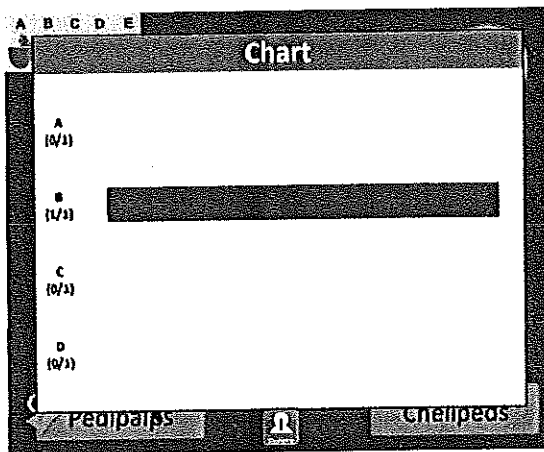 A B C D E
Chart
A
(0/1)
B
(1/1)
C
(0/1)
D
(0/1)
Pedipalps
Chelipeds